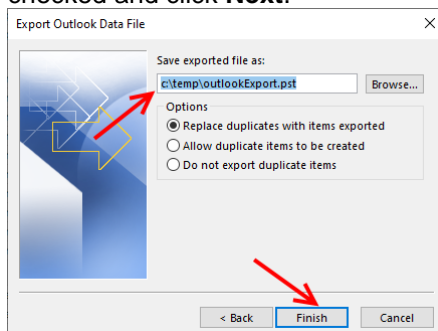 checked and click Next.
Export Outlook Data File
Save exported file as:
c:\temp\outlookExport.pst Browse...
Options
Replace duplicates with items exported
Allow duplicate items to be created
Do not export duplicate items
< Back Finish Cancel